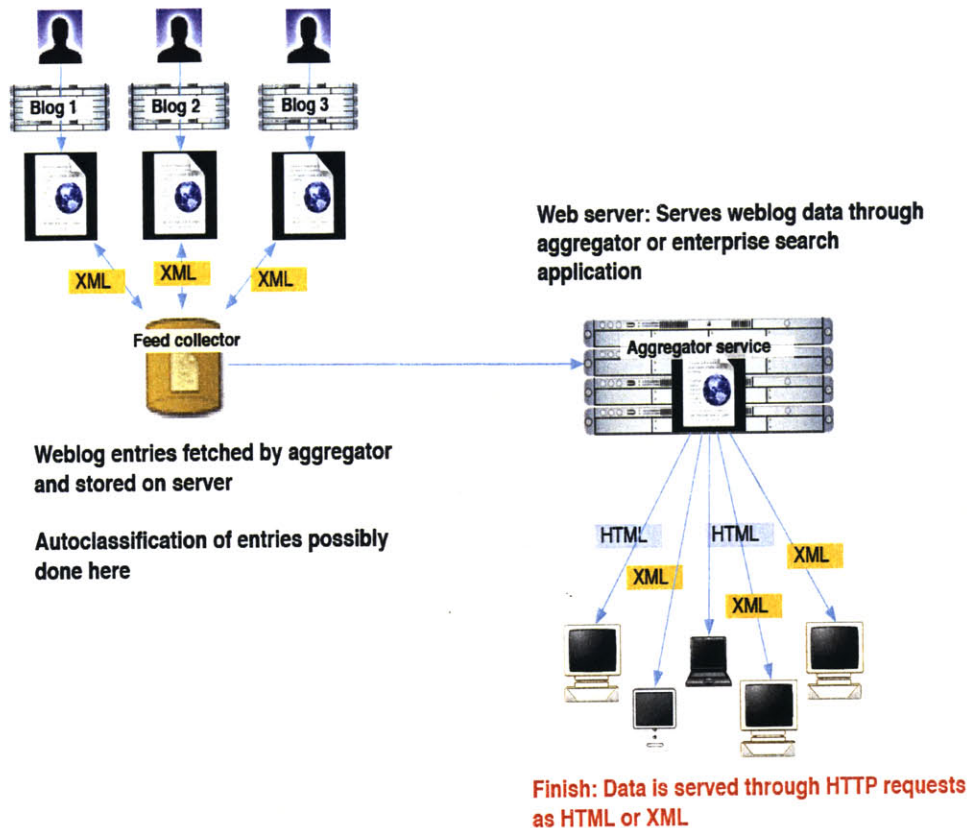 Blog 1
Blog 2
Blog 3
XML
XML
XML
Feed collector
Weblog entries fetched by aggregator
and stored on server
Autoclassification of entries possibly
done here
Web server: Serves weblog data through
aggregator or enterprise search
application
Aggregator service
HTML
HTML
XML
XML
XML
Finish: Data is served through HTTP requests
as HTML or XML